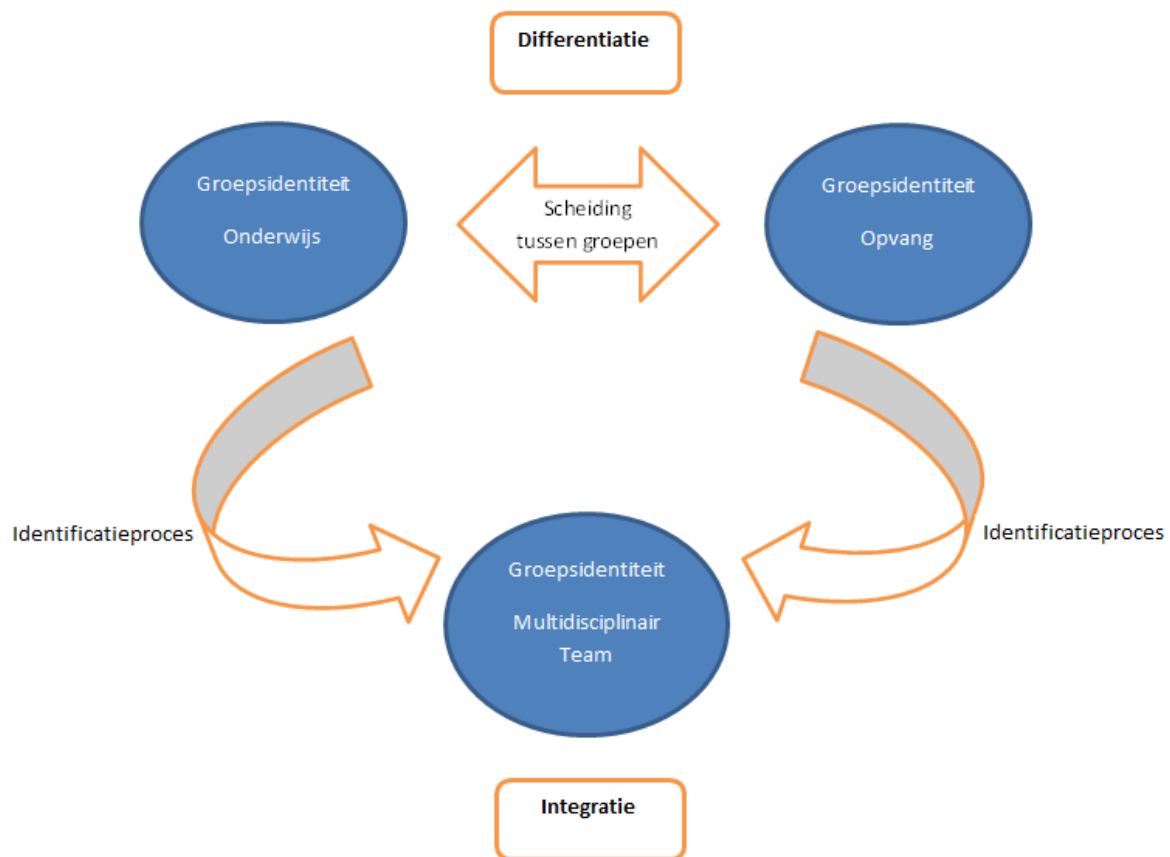 Differentiatie
Groepsidentiteit
Onderwijs
Scheiding
tussen groepen
Groepsidentiteit
Opvang
Identificatieproces
Identificatieproces
Groepsidentiteit
Multidisciplinair
Team
Integratie